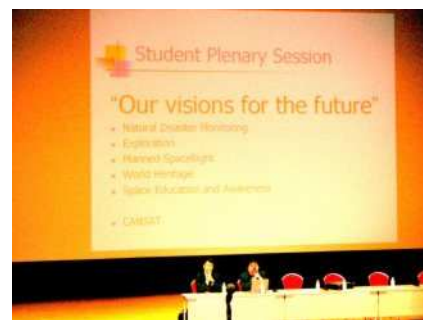 Student Plenary Session
"Our visions for the future"
Natural Disaster Monitoring
Exploration
Manned Spaceflight
World Heritage
Space Education and Awareness
CANSAT